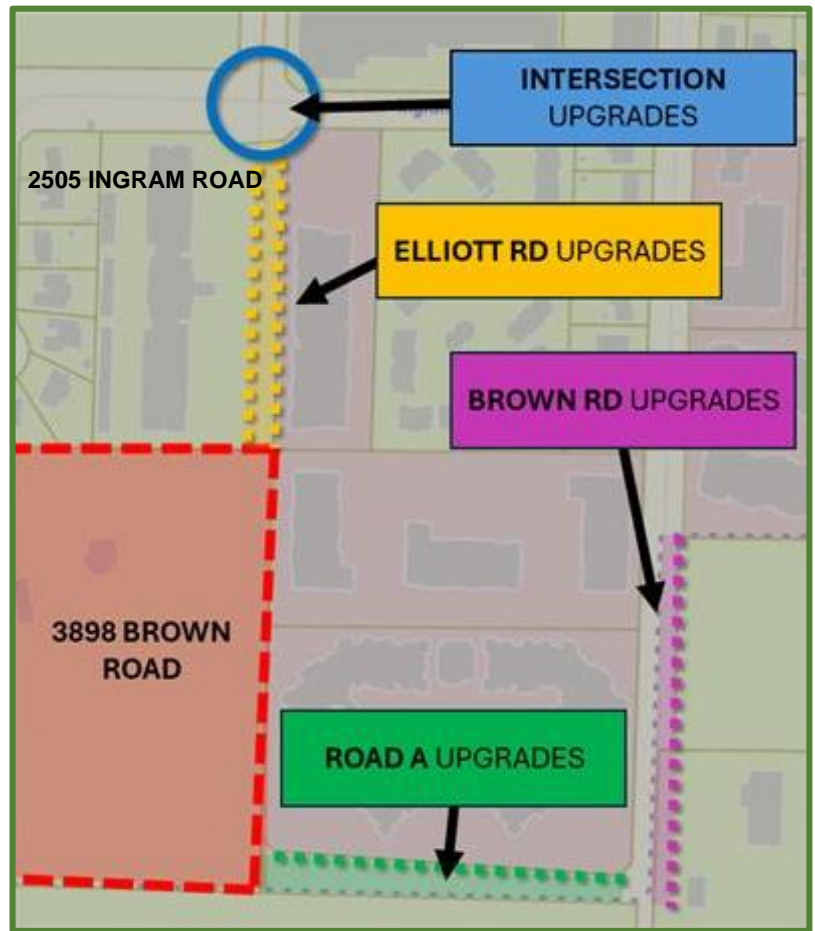 INTERSECTION
UPGRADES
2505 INGRAM ROAD
ELLIOTT RD UPGRADES
BROWN RD UPGRADES
3898 BROWN
ROAD
ROAD A UPGRADES